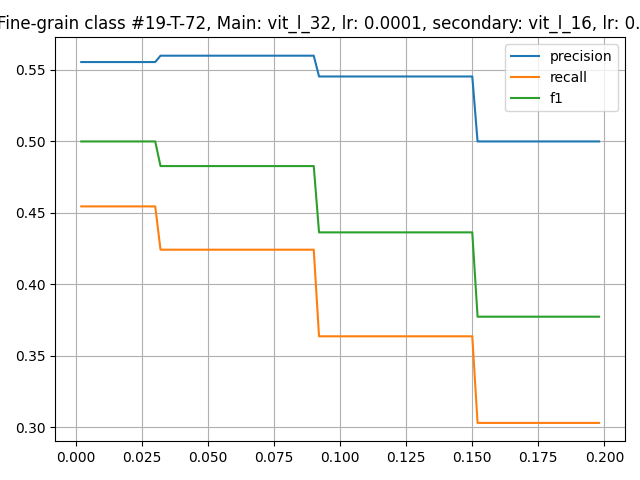 Fine-grain class #19-T-72, Main: vit_l_32, lr: 0.0001, secondary: vit_l_16, lr: 0.
precision
recall
f1
0.55
0.50
0.45
0.40
0.35
0.30
0.000 0.025 0.050 0.075 0.100 0.125 0.150 0.175 0.200